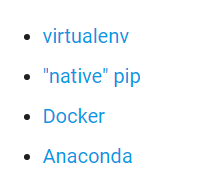 virtualenv
"native" pip
Docker
Anaconda